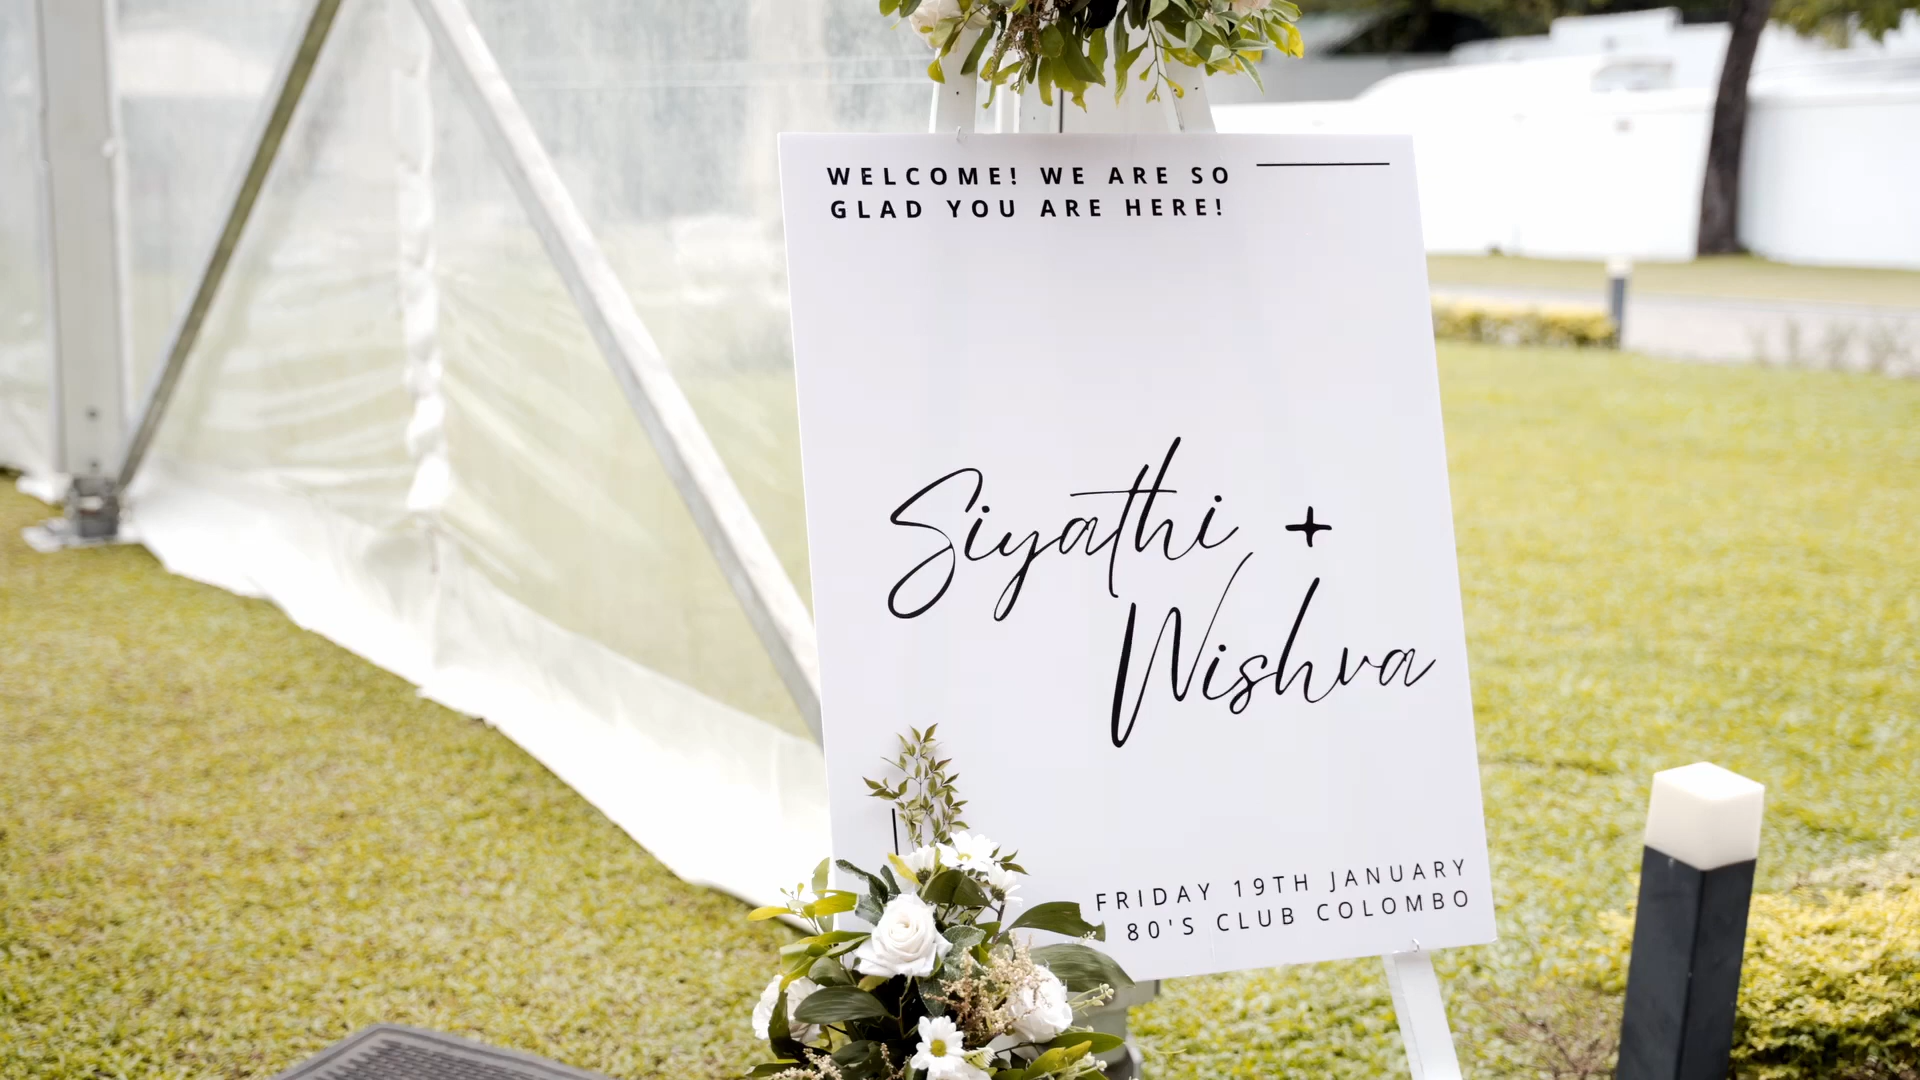 WELCOME! WE ARE SO
GLAD YOU ARE HERE!
Siyathi +
Wishva
FRIDAY 19TH JANUARY
80'S CLUB COLOMBO